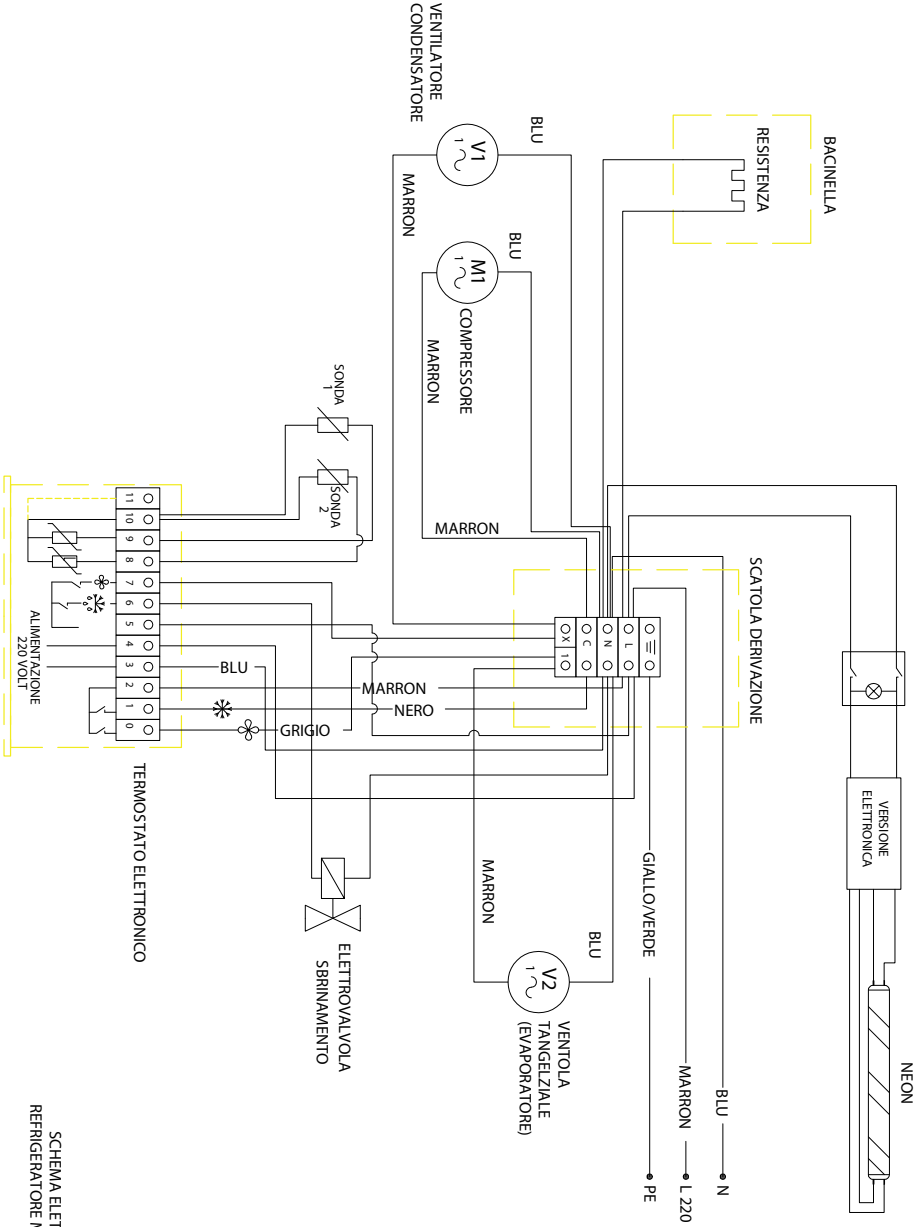 NEON
VERSIONE
ELETTRONICA
BACINELLA
RESISTENZA
SCATOLA DERIVAZIONE
BLU
N
MARRON
L 220
GIALLO/VERDE
PE
L
N
C
X
1
VENTILATORE
CONDENSATORE
V1
1
BLU
MARRON
M1
1
BLU
COMPRESSORE
MARRON
MARRON
SONDA
1
SONDA
2
BLU
MARRON
NERO
GRIGIO
MARRON
BLU
V2
1
VENTOLA
TANGELZIALE
(EVAPORATORE)
ELETTROVALVOLA
SBRINAMENTO
11
10
9
8
7
6
5
4
3
2
1
0
ALIMENTAZIONE
220 VOLT
TERMOSTATO ELETTRONICO
SCHEMA ELET
REFRIGERATORE